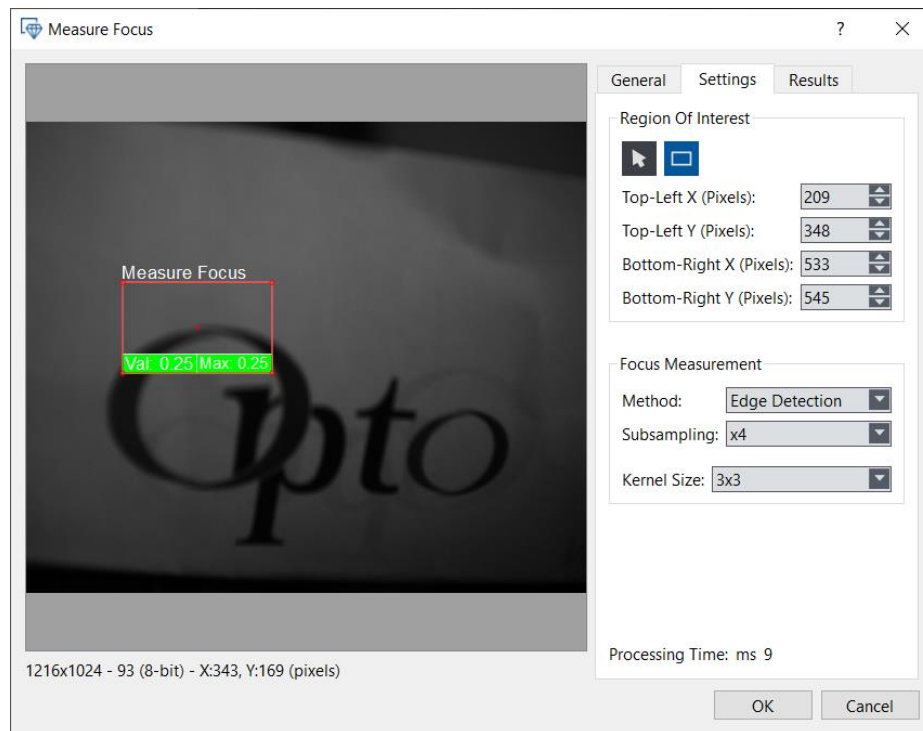 Measure Focus
?
General Settings Results
Region Of Interest
Top-Left X (Pixels): 209
Top-Left Y (Pixels): 348
Bottom-Right X (Pixels): 533
Bottom-Right Y (Pixels): 545
Measure Focus
Val: 0.25 Max: 0.25
Opto
Focus Measurement
Method: Edge Detection
Subsampling: x4
Kernel Size: 3x3
Processing Time: ms 9
1216x1024 - 93 (8-bit) - X:343, Y:169 (pixels)
OK Cancel